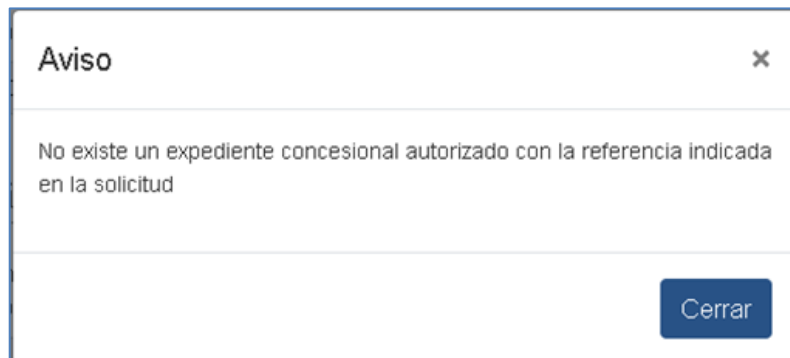 Aviso
×
No existe un expediente concesional autorizado con la referencia indicada
en la solicitud
Cerrar